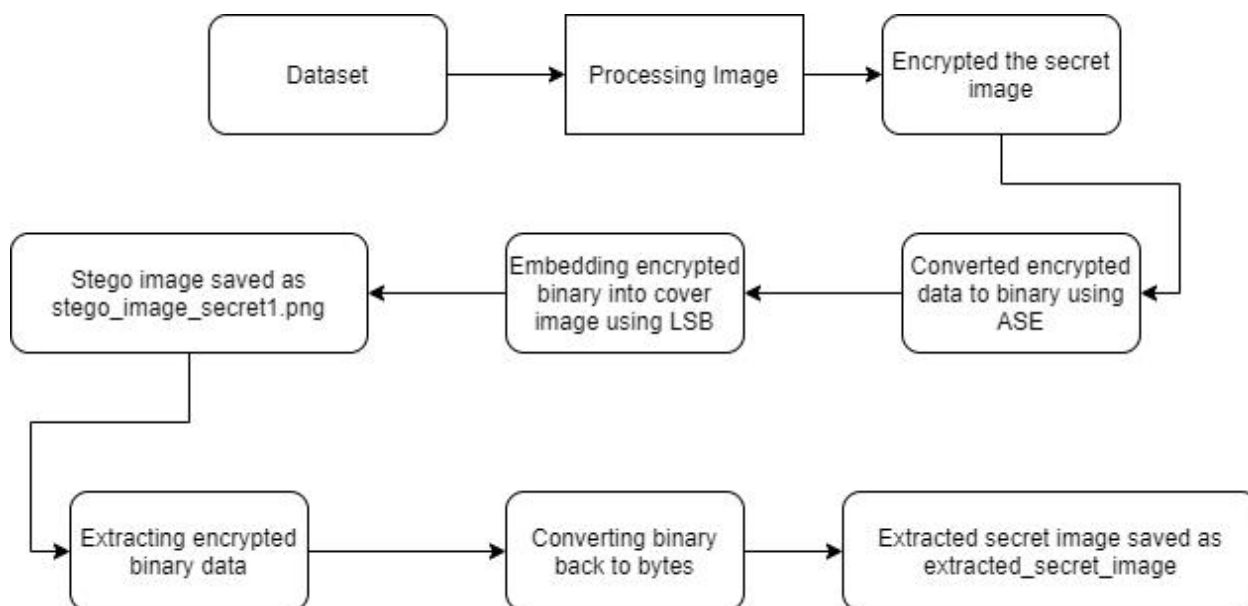 Dataset
Processing Image
Encrypted the secret
image
Stego image saved as
stego_image_secret1.png
Embedding encrypted
binary into cover
image using LSB
Converted encrypted
data to binary using
ASE
Extracting encrypted
binary data
Converting binary
back to bytes
Extracted secret image saved as
extracted_secret_image